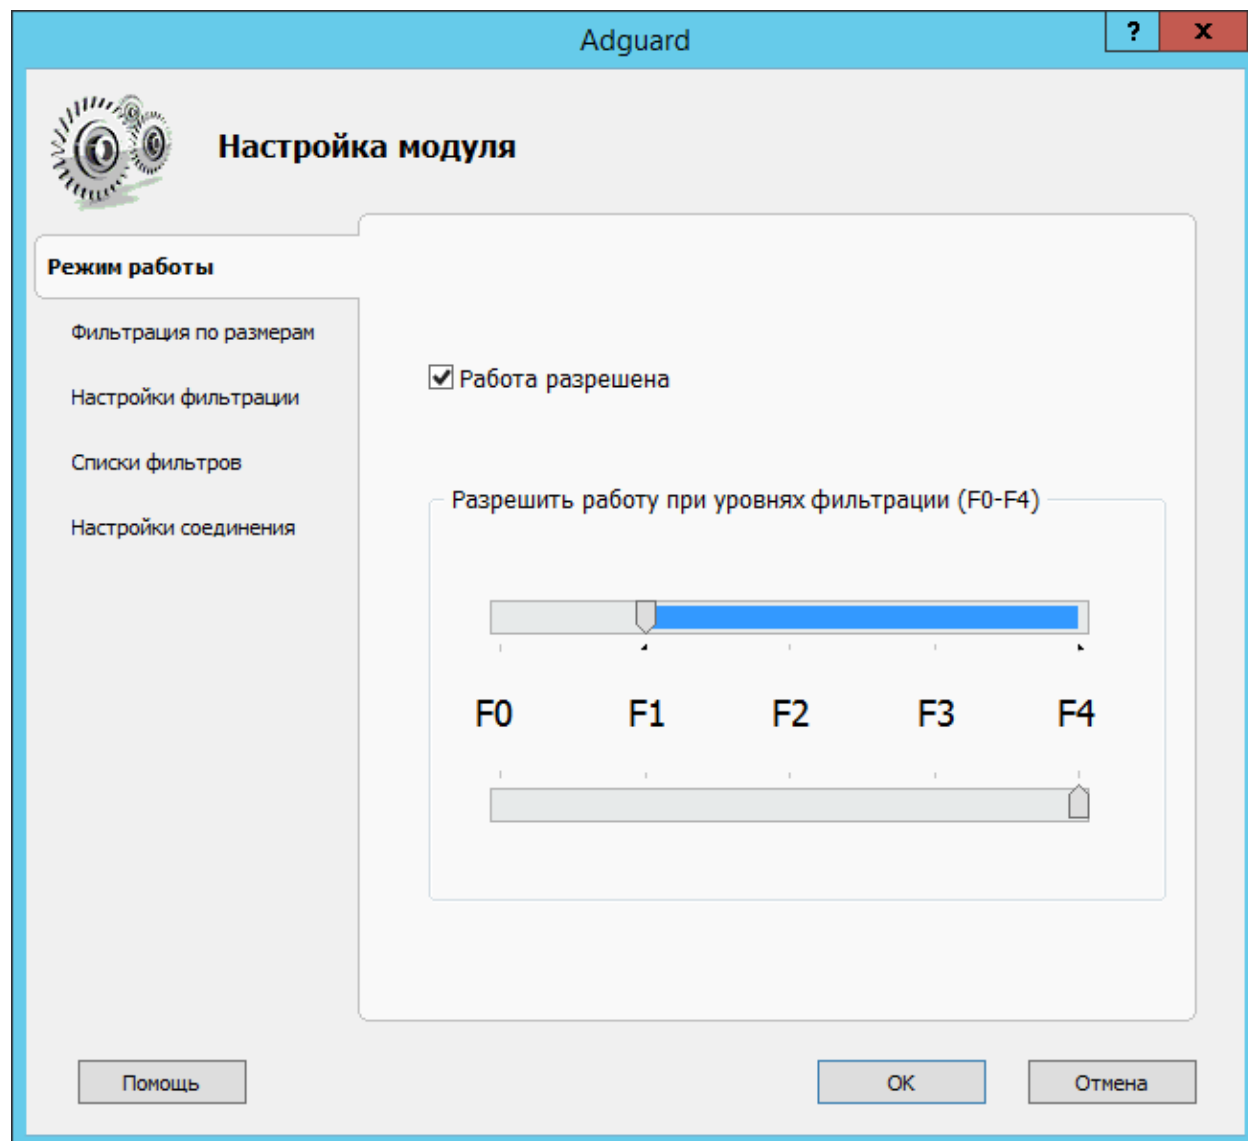 Adguard
?
x
Настройка модуля
Режим работы
Фильтрация по размерам
Настройки фильтрации
Списки фильтров
Настройки соединения
Работа разрешена
Разрешить работу при уровнях фильтрации (F0-F4)
F0 F1 F2 F3 F4
Помощь
OK
Отмена